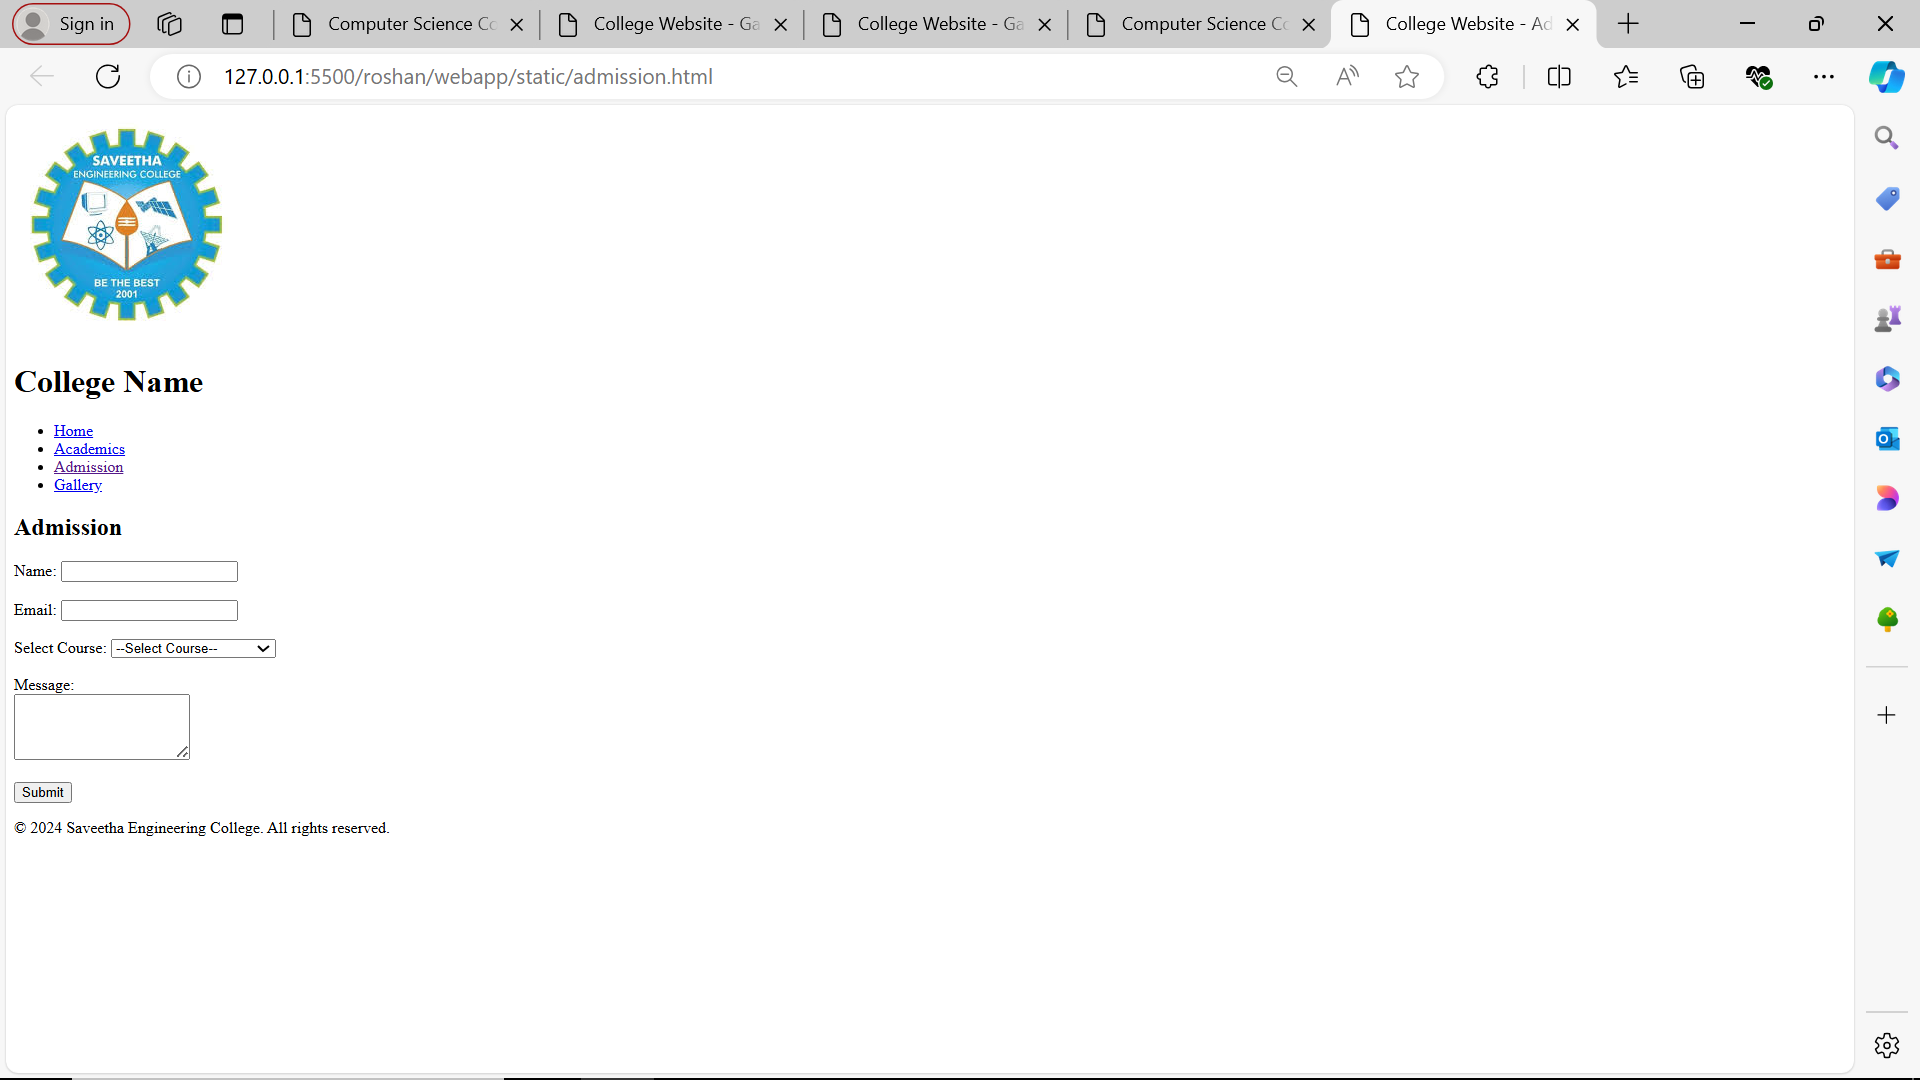 Sign in
Computer Science Co
College Website - Ga
College Website - Ga
Computer Science Co
College Website - Ad
127.0.0.1:5500/roshan/webapp/static/admission.html
SAVEETHA
ENGINEERING COLLEGE
BE THE BEST
2001
College Name
• Home
• Academics
• Admission
• Gallery
Admission
Name:
Email:
Select Course: --Select Course--
Message:
Submit
© 2024 Saveetha Engineering College. All rights reserved.